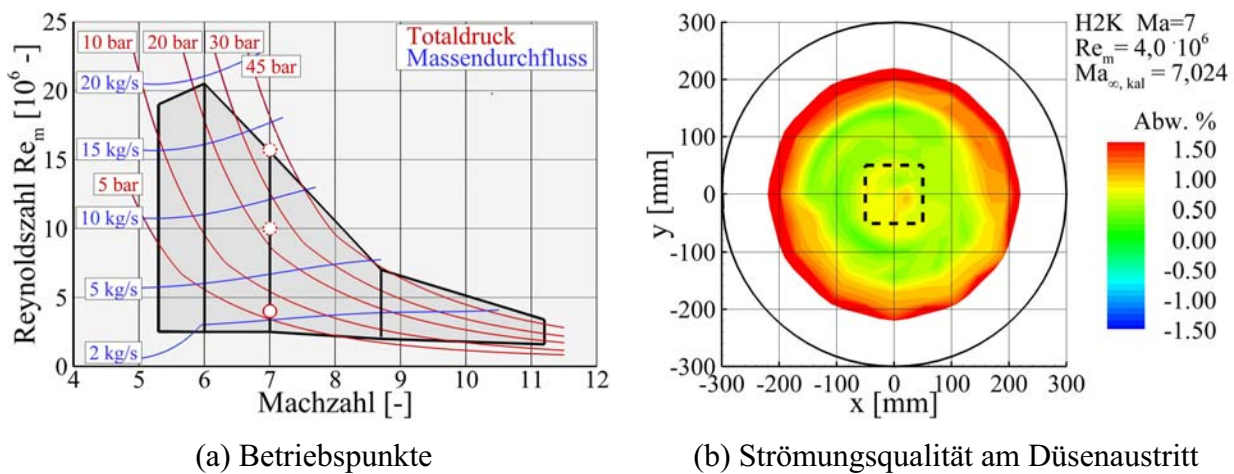 25
20
15
10
5
0
Reynoldszahl Re_m [10^6 -]
10 bar
20 bar
30 bar
45 bar
5 bar
20 kg/s
15 kg/s
10 kg/s
5 kg/s
2 kg/s
Totaldruck
Massendurchfluss
4 5 6 7 8 9 10 11 12
Machzahl [-]
(a) Betriebspunkte
300
200
100
0
-100
-200
-300
y [mm]
-300 -200 -100 0 100 200 300
x [mm]
H2K Ma=7
Re_m = 4,0 · 10^6
Ma_∞, kal = 7,024
Abw. %
1.50
1.00
0.50
0.00
-0.50
-1.00
-1.50
(b) Strömungsqualität am Düsenaustritt